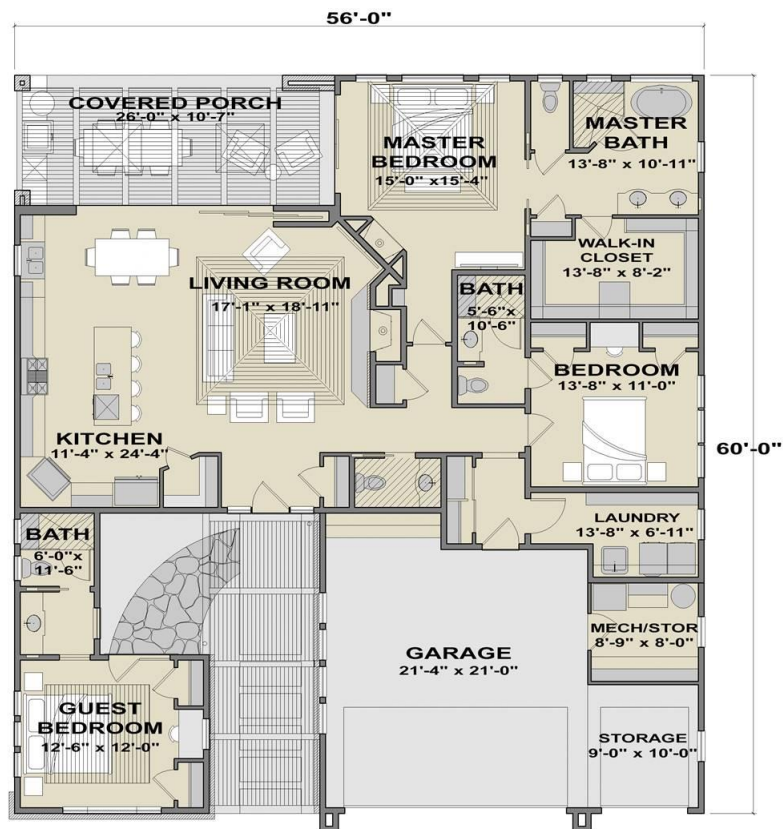 56'-0"
COVERED PORCH
26'-0" x 10'-7"
MASTER
BEDROOM
15'-0" x15'-4"
MASTER
BATH
13'-8" x 10'-11"
WALK-IN
CLOSET
13'-8" x 8'-2"
LIVING ROOM
17'-1" x 18'-11"
BATH
5'-6"x
10'-6"
BEDROOM
13'-8" x 11'-0"
KITCHEN
11'-4" x 24'-4"
60'-0"
BATH
6'-0"x
11'-6"
LAUNDRY
13'-8" x 6'-11"
MECH/STOR
8'-9" x 8'-0"
GARAGE
21'-4" x 21'-0"
GUEST
BEDROOM
12'-6" x 12'-0"
STORAGE
9'-0" x 10'-0"